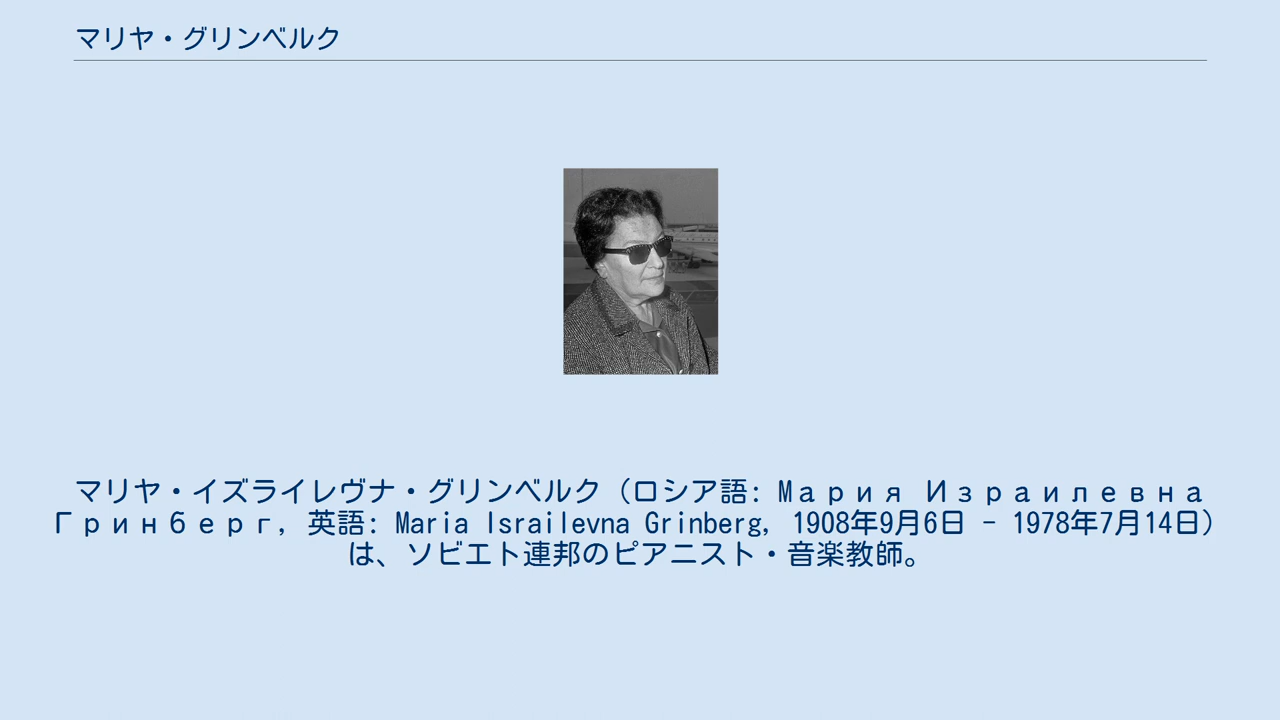 マリヤ・グリンベルク
マリヤ・イズライレヴナ・グリンベルク（ロシア語: Мария Израилевна
Гринберг, 英語: Maria Israilevna Grinberg, 1908年9月6日 - 1978年7月14日）
は、ソビエト連邦のピアニスト・音楽教師。